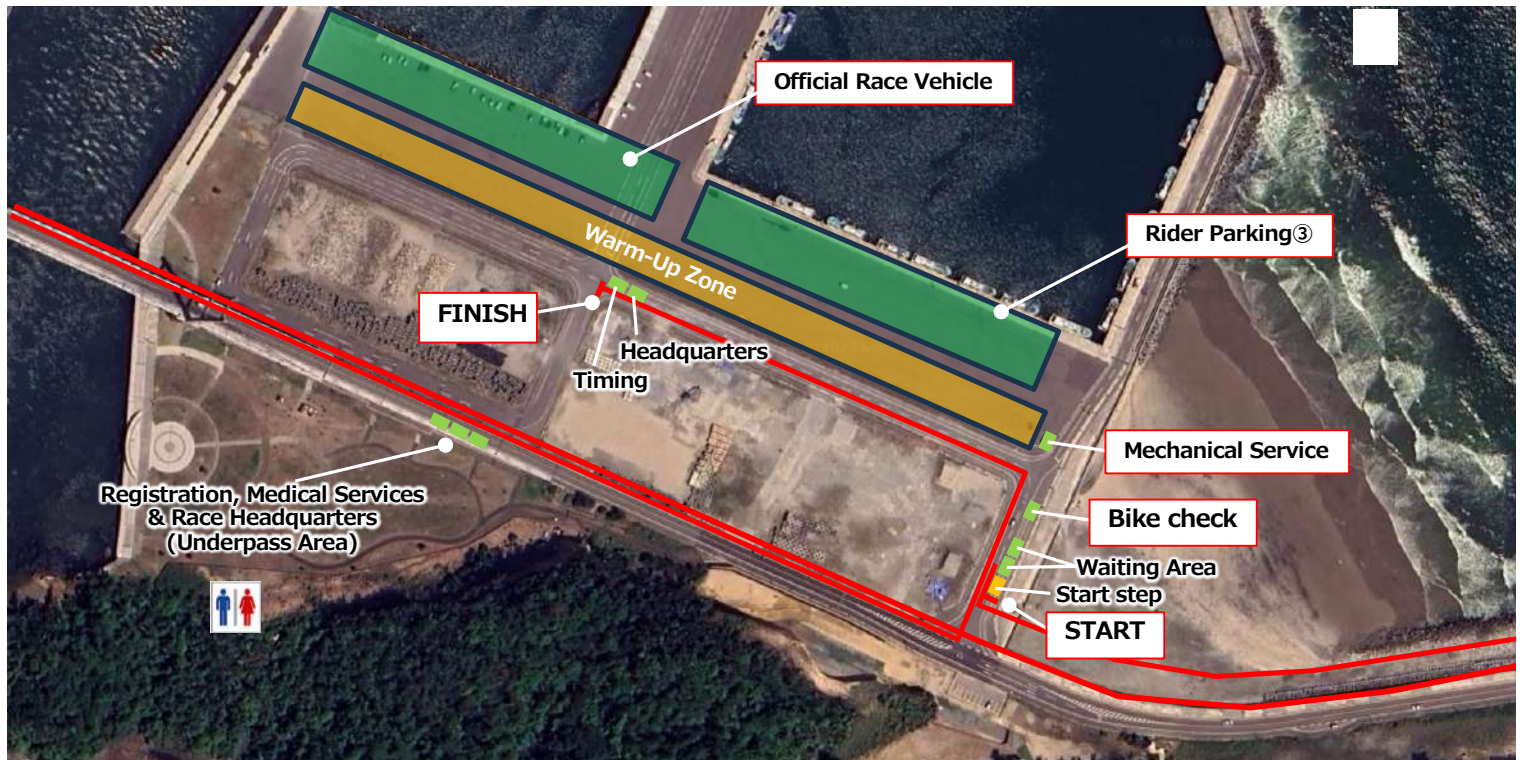 Official Race Vehicle
Rider Parking③
Warm-Up Zone
FINISH
Headquarters
Timing
Mechanical Service
Registration, Medical Services
& Race Headquarters
(Underpass Area)
Bike check
Waiting Area
Start step
START